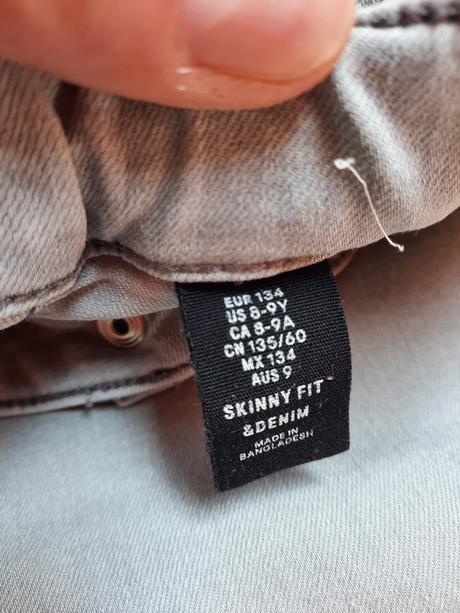 EUR 134
US 8-9Y
CA 8-9A
CN 135/60
MX 134
AUS 9
SKINNY FIT
&DENIM
MADE IN
BANGLADESH